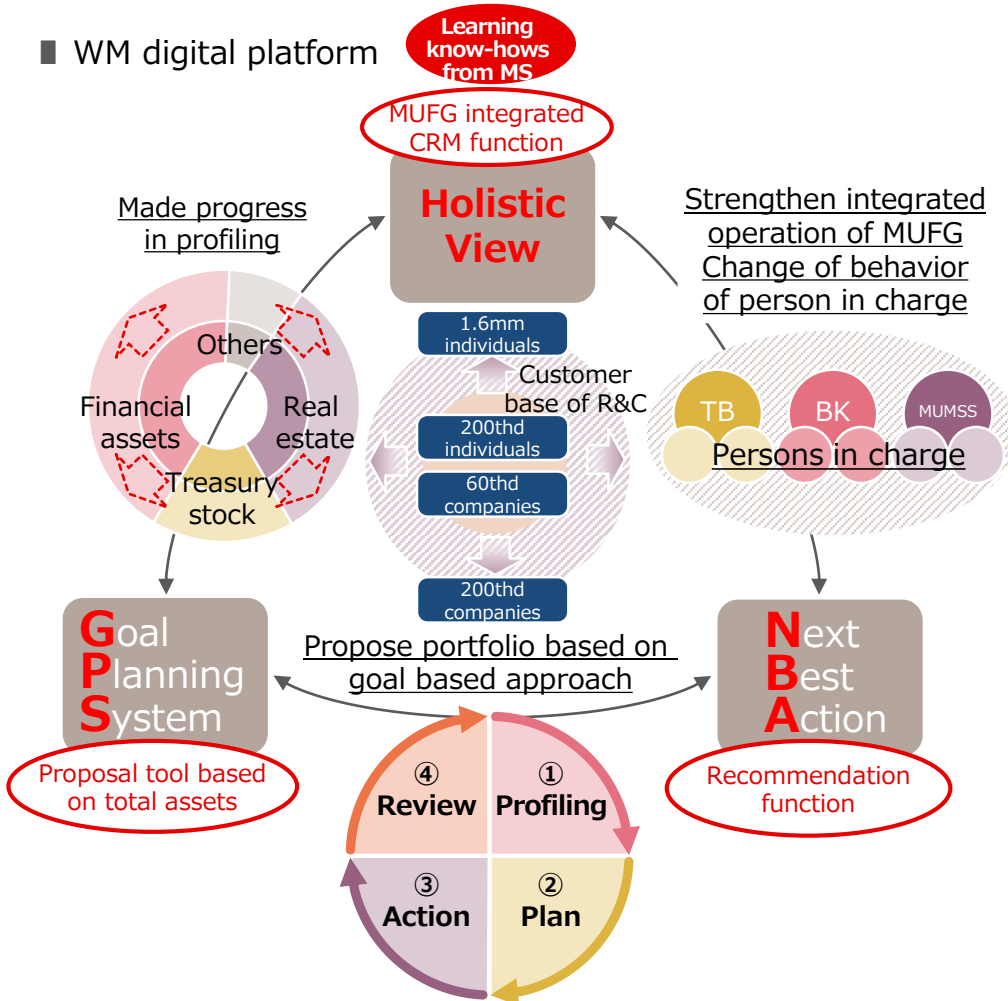 ■ WM digital platform
Learning
know-hows
from MS
MUFG integrated
CRM function
Holistic
View
Made progress
in profiling
Strengthen integrated
operation of MUFG
Change of behavior
of person in charge
Others
Financial
assets
Real
estate
Treasury
stock
1.6mm
individuals
Customer
base of R&C
200thd
individuals
60thd
companies
200thd
companies
TB
BK
MUMSS
Persons in charge
Goal
Planning
System
Proposal tool based
on total assets
Propose portfolio based on
goal based approach
Next
Best
Action
Recommendation
function
④
Review
①
Profiling
③
Action
②
Plan